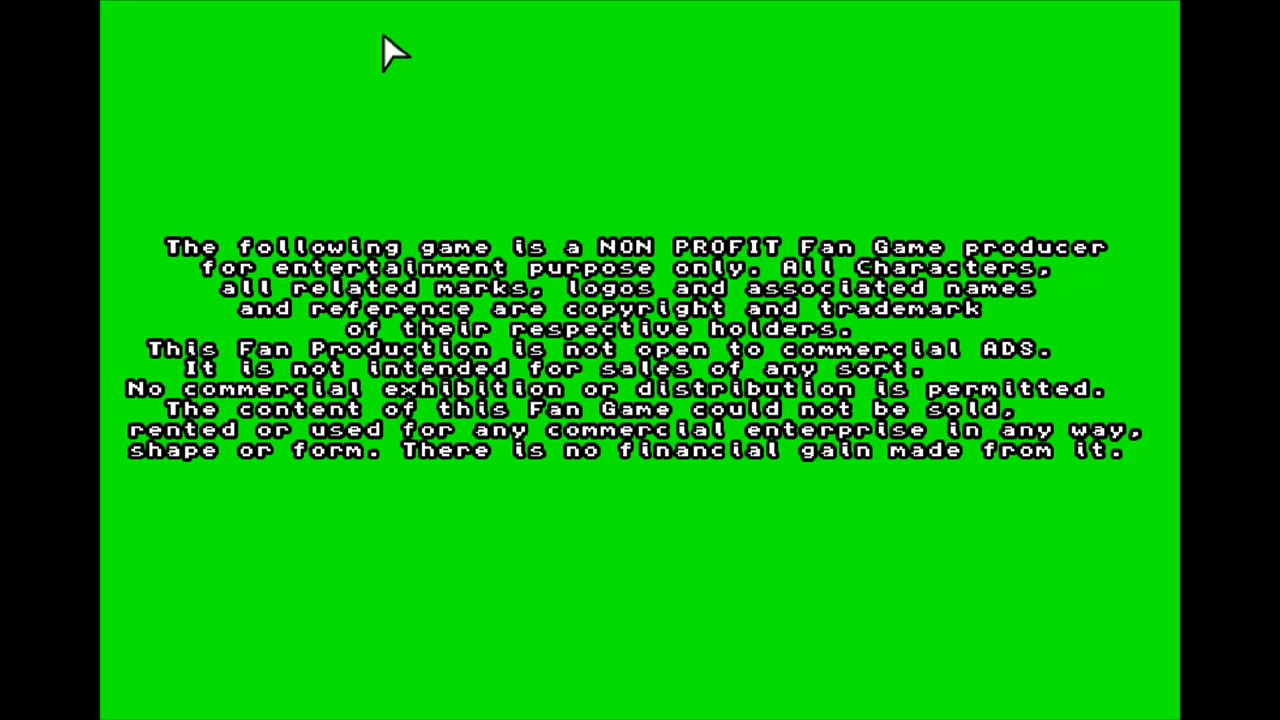 The following game is a NON PROFIT Fan Game producer
for entertainment purpose only. All Characters,
all related marks, logos and associated names
and reference are copyright and trademark
of their respective holders.
This Fan Production is not open to commercial ADS.
It is not intended for sales of any sort.
No commercial exhibition or distribution is permitted.
The content of this Fan Game could not be sold,
rented or used for any commercial enterprise in any way,
shape or form. There is no financial gain made from it.